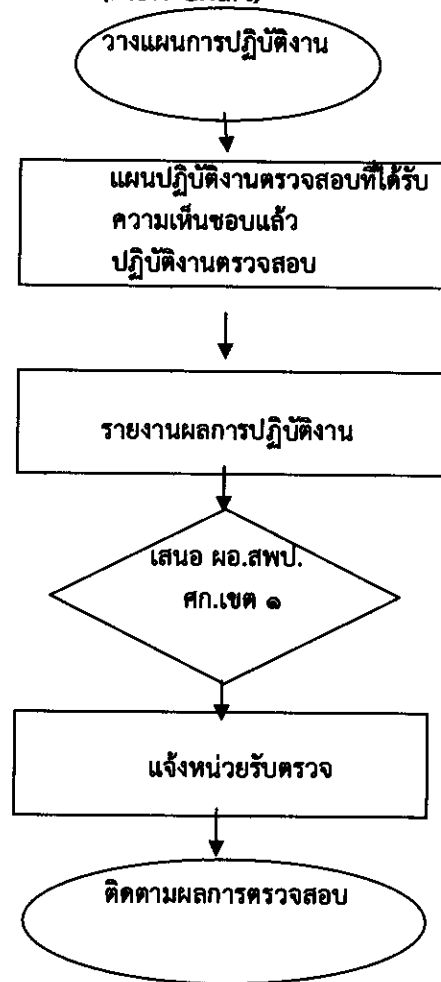 วางแผนการปฏิบัติงาน
แผนปฏิบัติงานตรวจสอบที่ได้รับ
ความเห็นชอบแล้ว
ปฏิบัติงานตรวจสอบ
รายงานผลการปฏิบัติงาน
เสนอ ผอ.สพป.
ศก.เขต ๑
แจ้งหน่วยรับตรวจ
ติดตามผลการตรวจสอบ